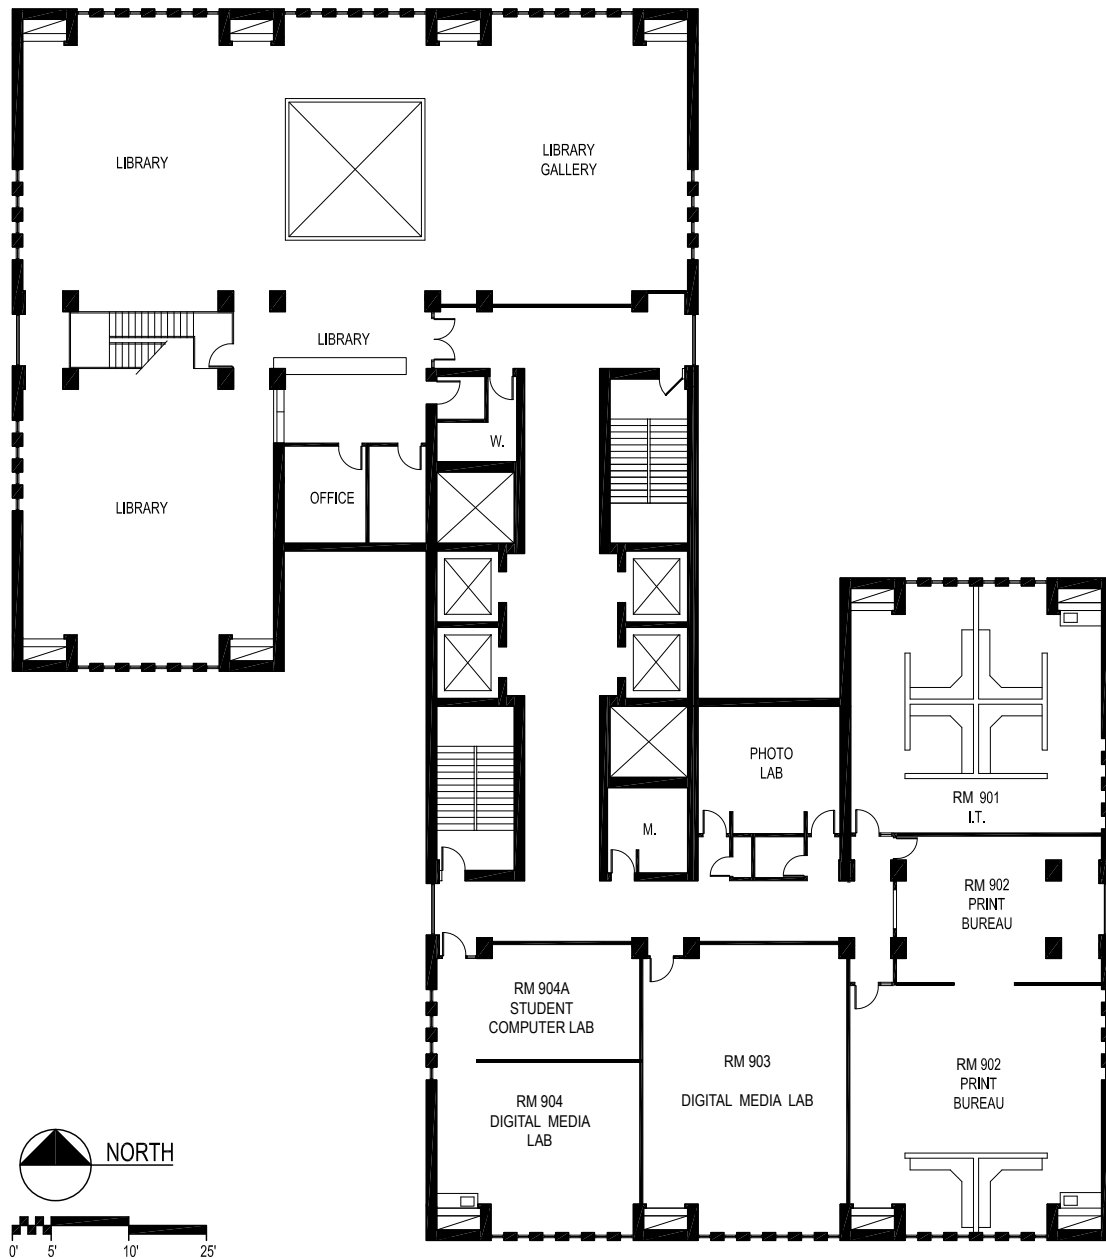 LIBRARY
LIBRARY
GALLERY
LIBRARY
W.
OFFICE
LIBRARY
PHOTO
LAB
RM 901
I.T.
M.
RM 902
PRINT
BUREAU
RM 904A
STUDENT
COMPUTER LAB
RM 903
DIGITAL MEDIA LAB
RM 902
PRINT
BUREAU
RM 904
DIGITAL MEDIA
LAB
NORTH
0' 5' 10' 25'